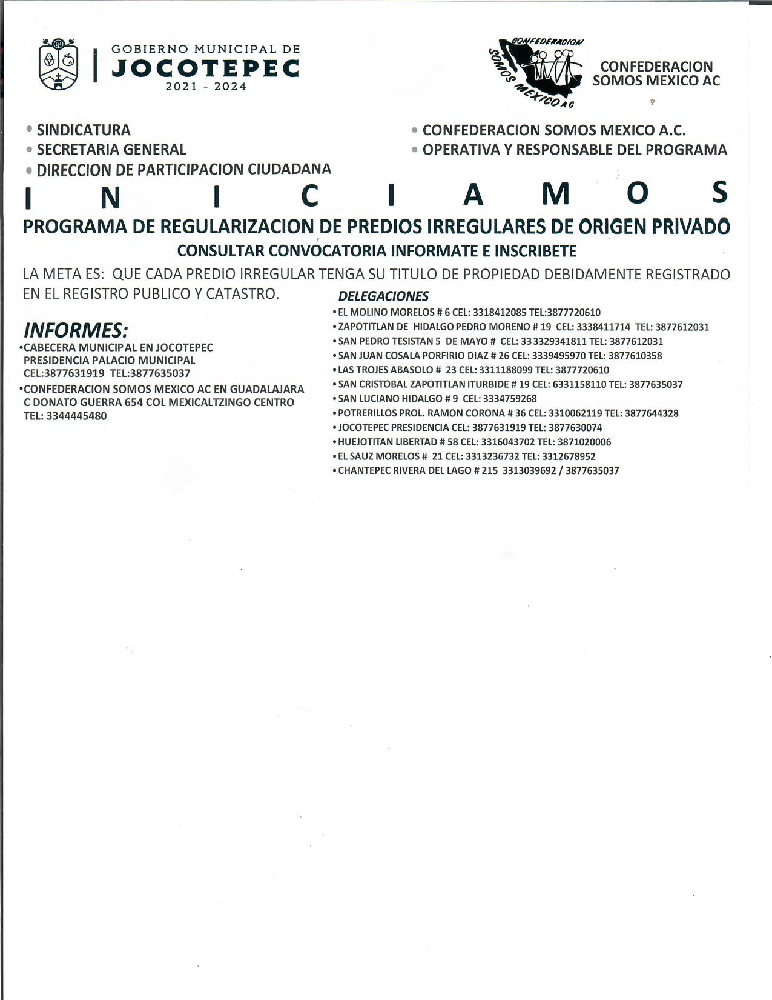 GOBIERNO MUNICIPAL DE
JOCOTEPEC
2021 - 2024
CONFEDERACION
SOMOS MEXICO AC
CONFEDERACION
SOMOS MEXICO AC
• SINDICATURA
• SECRETARIA GENERAL
• DIRECCION DE PARTICIPACION CIUDADANA
• CONFEDERACION SOMOS MEXICO A.C.
• OPERATIVA Y RESPONSABLE DEL PROGRAMA
I N I C I A M O S
PROGRAMA DE REGULARIZACION DE PREDIOS IRREGULARES DE ORIGEN PRIVADO
CONSULTAR CONVOCATORIA INFORMATE E INSCRIBETE
LA META ES: QUE CADA PREDIO IRREGULAR TENGA SU TITULO DE PROPIEDAD DEBIDAMENTE REGISTRADO
EN EL REGISTRO PUBLICO Y CATASTRO.
INFORMES:
•CABECERA MUNICIPAL EN JOCOTEPEC
PRESIDENCIA PALACIO MUNICIPAL
CEL:3877631919 TEL:3877635037
•CONFEDERACION SOMOS MEXICO AC EN GUADALAJARA
C DONATO GUERRA 654 COL MEXICALTZINGO CENTRO
TEL: 3344445480
DELEGACIONES
• EL MOLINO MORELOS # 6 CEL: 3318412085 TEL:3877720610
• ZAPOTITLAN DE HIDALGO PEDRO MORENO # 19 CEL: 3338411714 TEL: 3877612031
• SAN PEDRO TESISTAN 5 DE MAYO # CEL: 33 3329341811 TEL: 3877612031
• SAN JUAN COSALA PORFIRIO DIAZ # 26 CEL: 3339495970 TEL: 3877610358
• LAS TROJES ABASOLO # 23 CEL: 3311188099 TEL: 3877720610
• SAN CRISTOBAL ZAPOTITLAN ITURBIDE # 19 CEL: 6331158110 TEL: 3877635037
• SAN LUCIANO HIDALGO # 9 CEL: 3334759268
• POTRERILLOS PROL. RAMON CORONA # 36 CEL: 3310062119 TEL: 3877644328
• JOCOTEPEC PRESIDENCIA CEL: 3877631919 TEL: 3877630074
• HUEJOTITAN LIBERTAD # 58 CEL: 3316043702 TEL: 3871020006
• EL SAUZ MORELOS # 21 CEL: 3313236732 TEL: 3312678952
• CHANTEPEC RIVERA DEL LAGO # 215 3313039692 / 3877635037